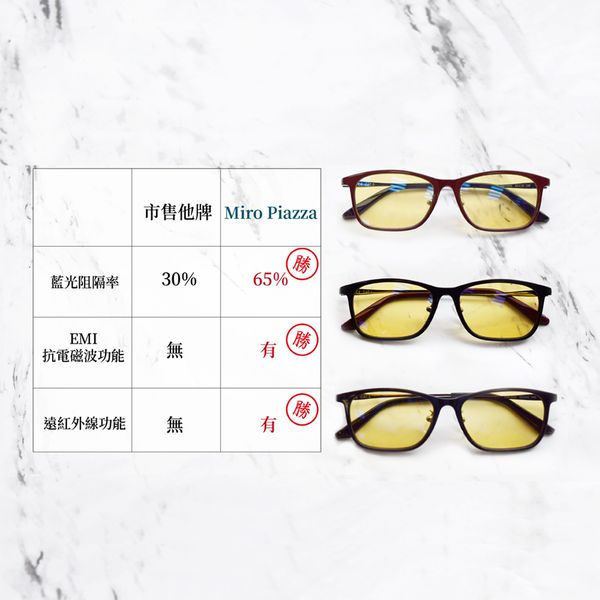 市售他牌 Miro Piazza
藍光阻隔率 30% 65% 勝
EMI
抗電磁波功能 無 有 勝
遠紅外線功能 無 有 勝